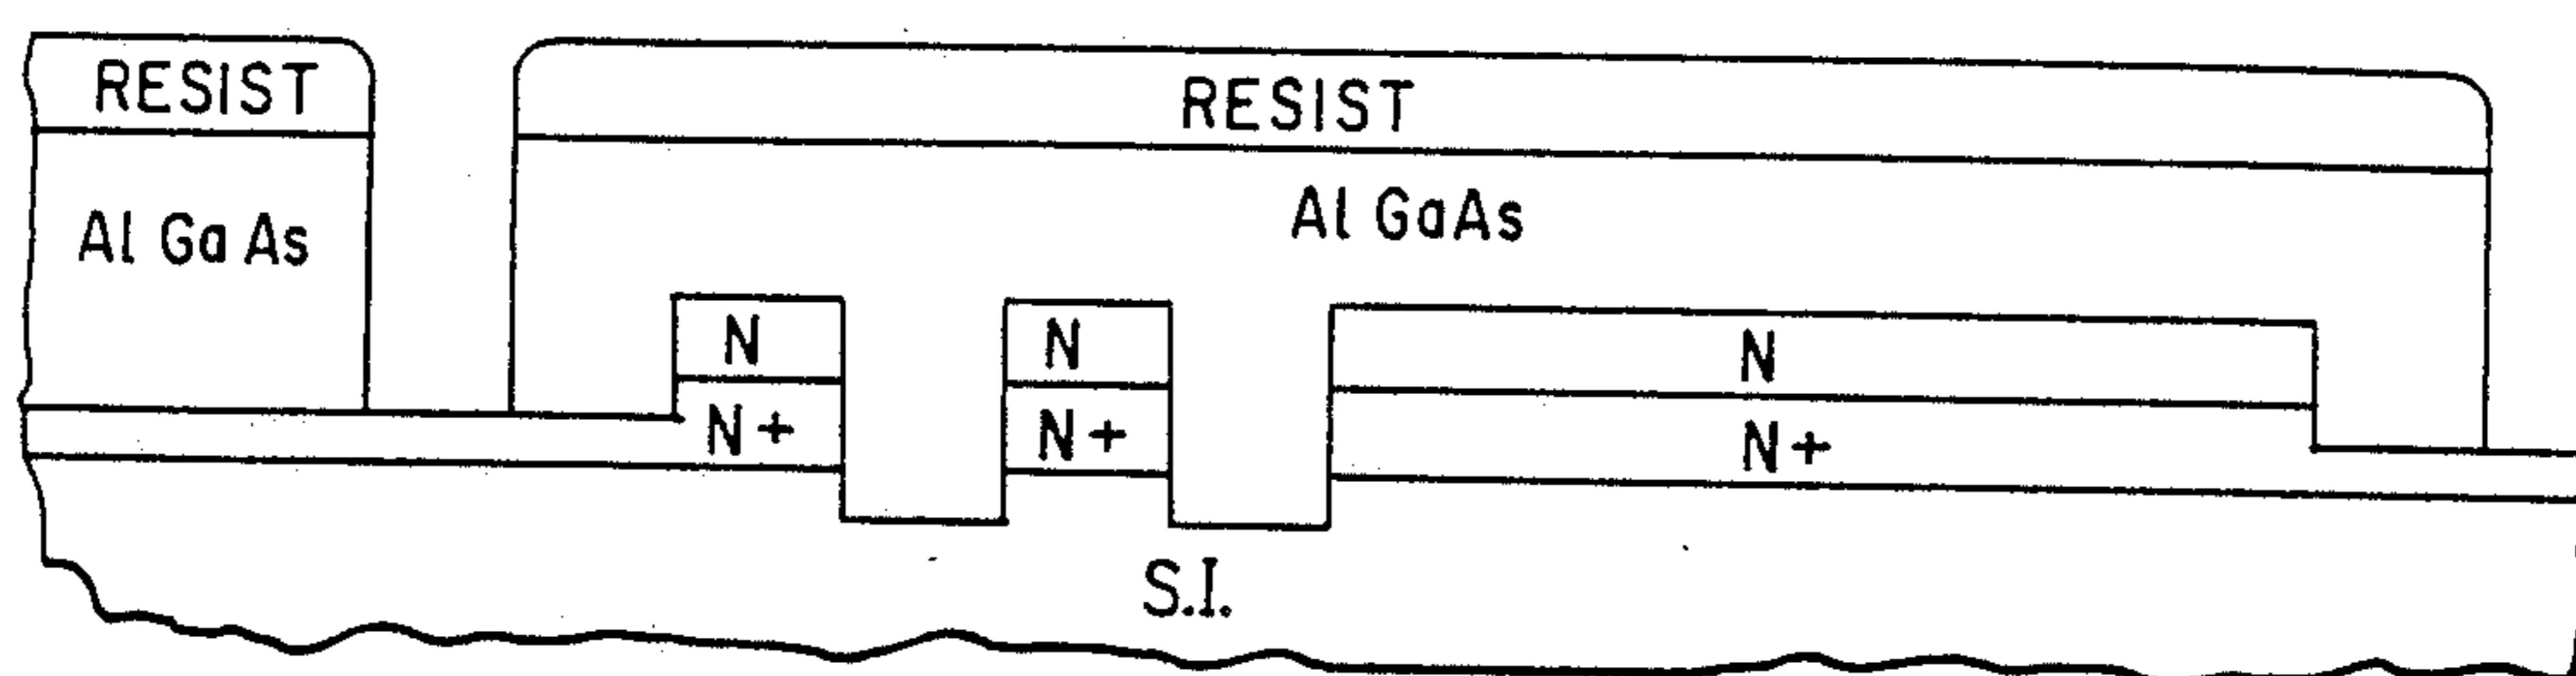 RESIST
RESIST
Al Ga As
Al GaAs
N
N
N
N+
N+
N+
S.I.